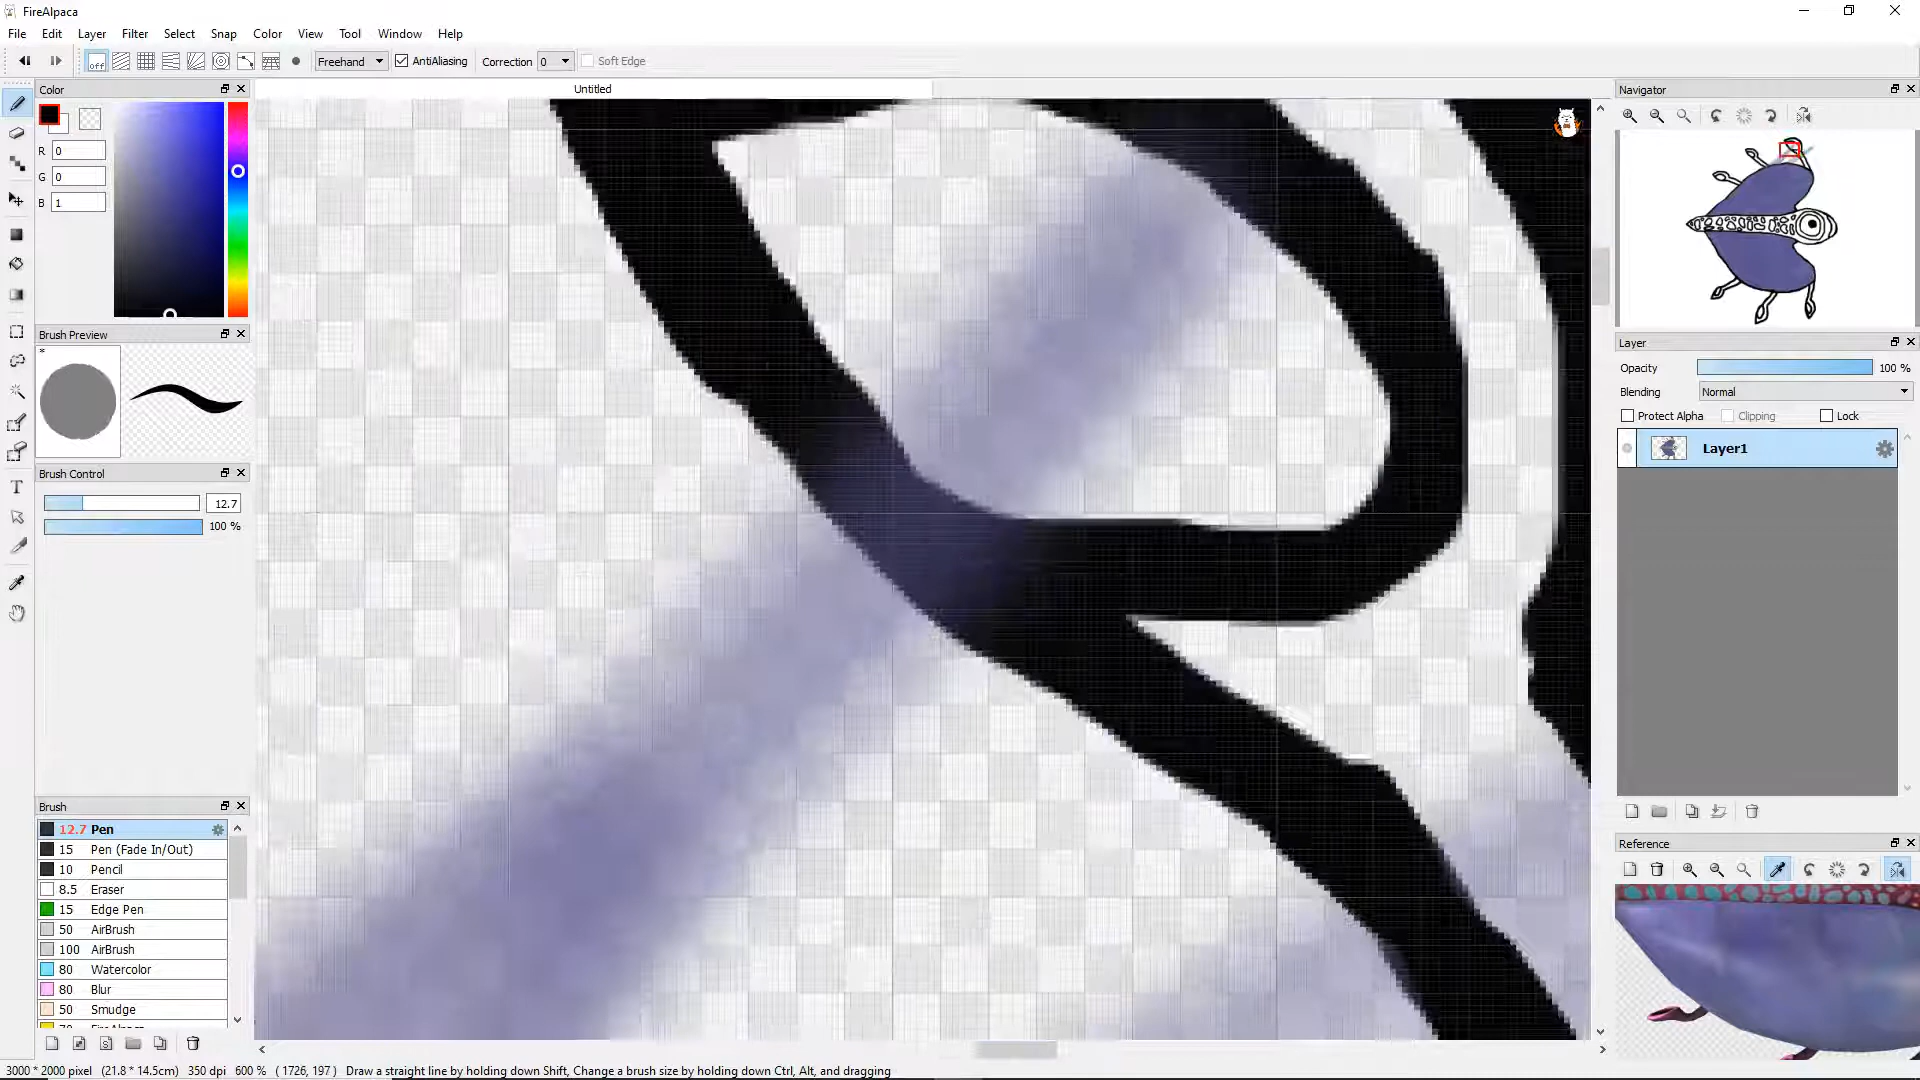 FireAlpaca
File Edit Layer Filter Select Snap Color View Tool Window Help
off Freehand AntiAliasing Correction 0 Soft Edge
Color
Untitled
Navigator
R 0
G 0
B 1
Brush Preview
*
Layer
Opacity 100 %
Blending Normal
Protect Alpha Clipping Lock
Layer1
Brush Control
12.7
100 %
Brush
12.7 Pen
15 Pen (Fade In/Out)
10 Pencil
8.5 Eraser
15 Edge Pen
50 AirBrush
100 AirBrush
80 Watercolor
80 Blur
50 Smudge
Reference
3000 * 2000 pixel (21.8 * 14.5cm) 350 dpi 600 % ( 1726, 197 ) Draw a straight line by holding down Shift, Change a brush size by holding down Ctrl, Alt, and dragging